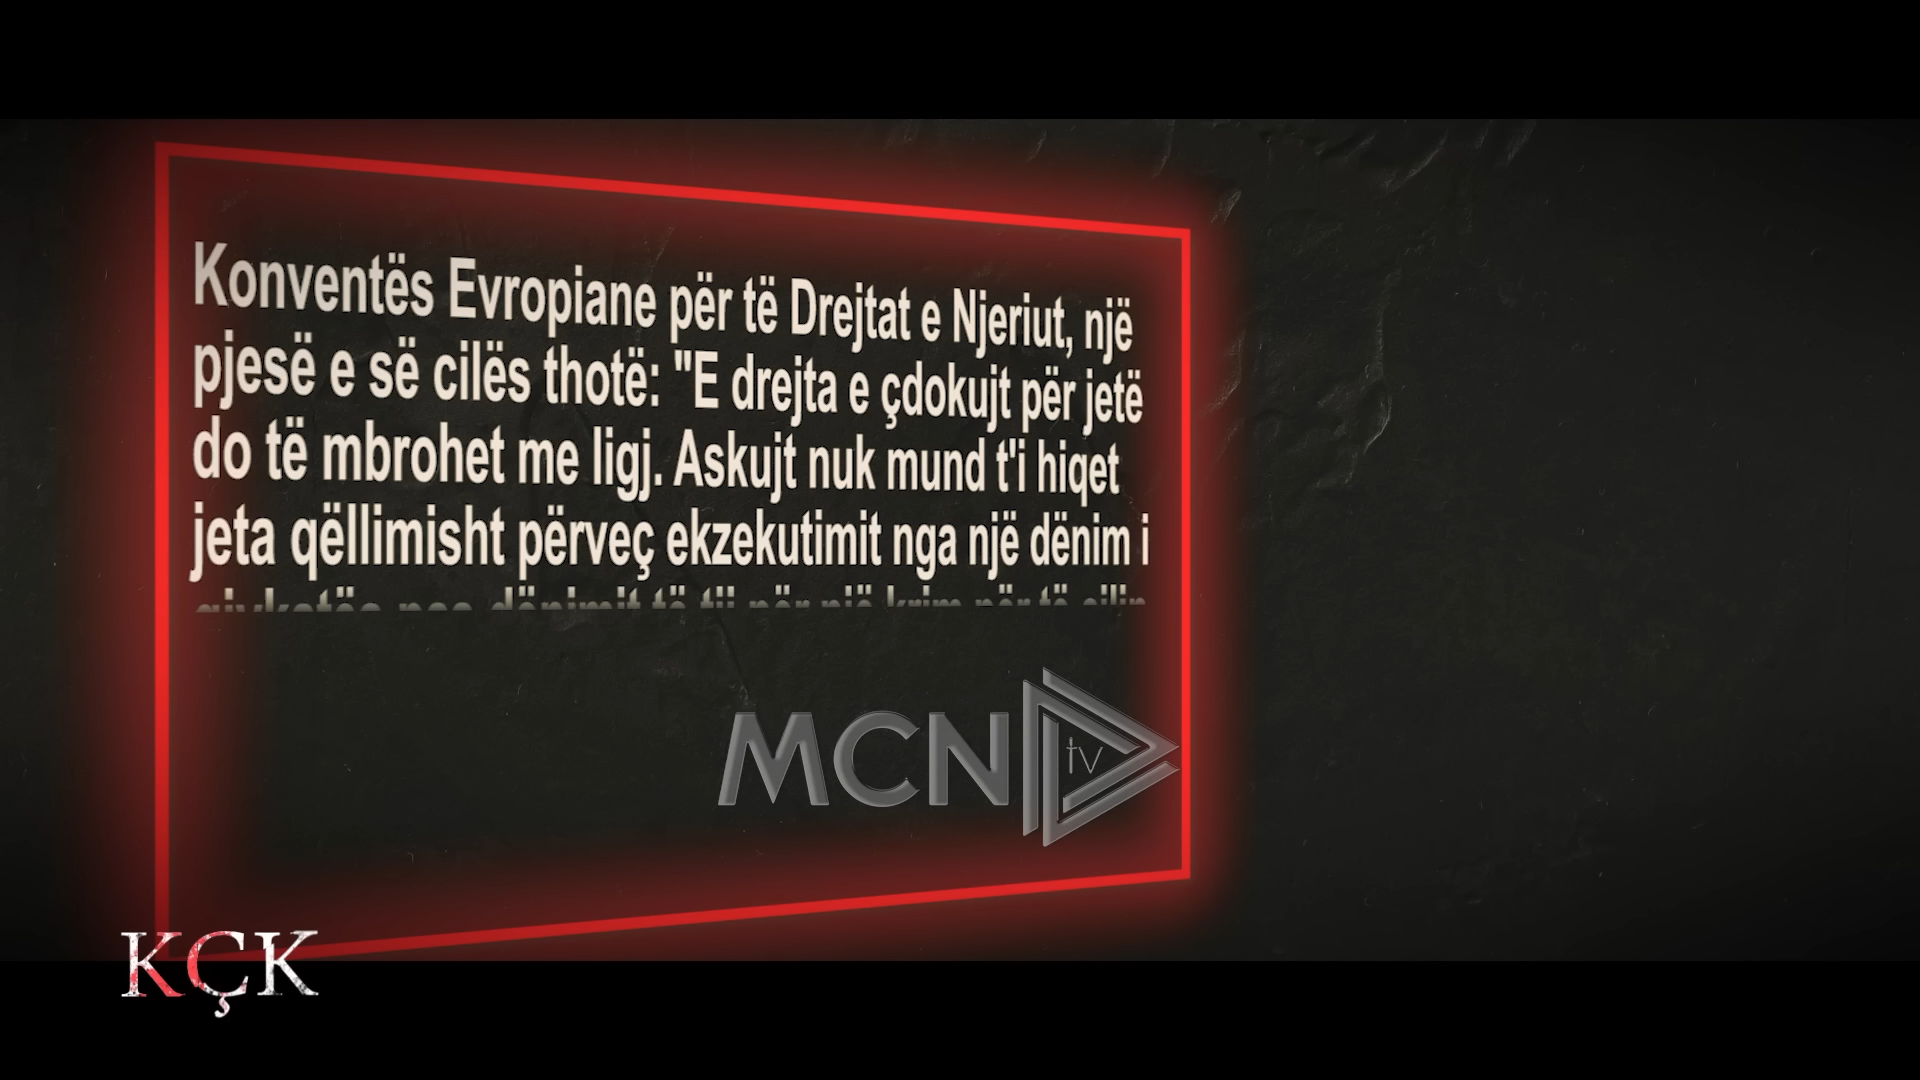 Konventës Evropiane për të Drejtat e Njeriut, një
pjesë e së cilës thotë: "E drejta e çdokujt për jetë
do të mbrohet me ligj. Askujt nuk mund t'i hiqet
jeta qëllimisht përveç ekzekutimit nga një dënim i
MCN tv
KÇK